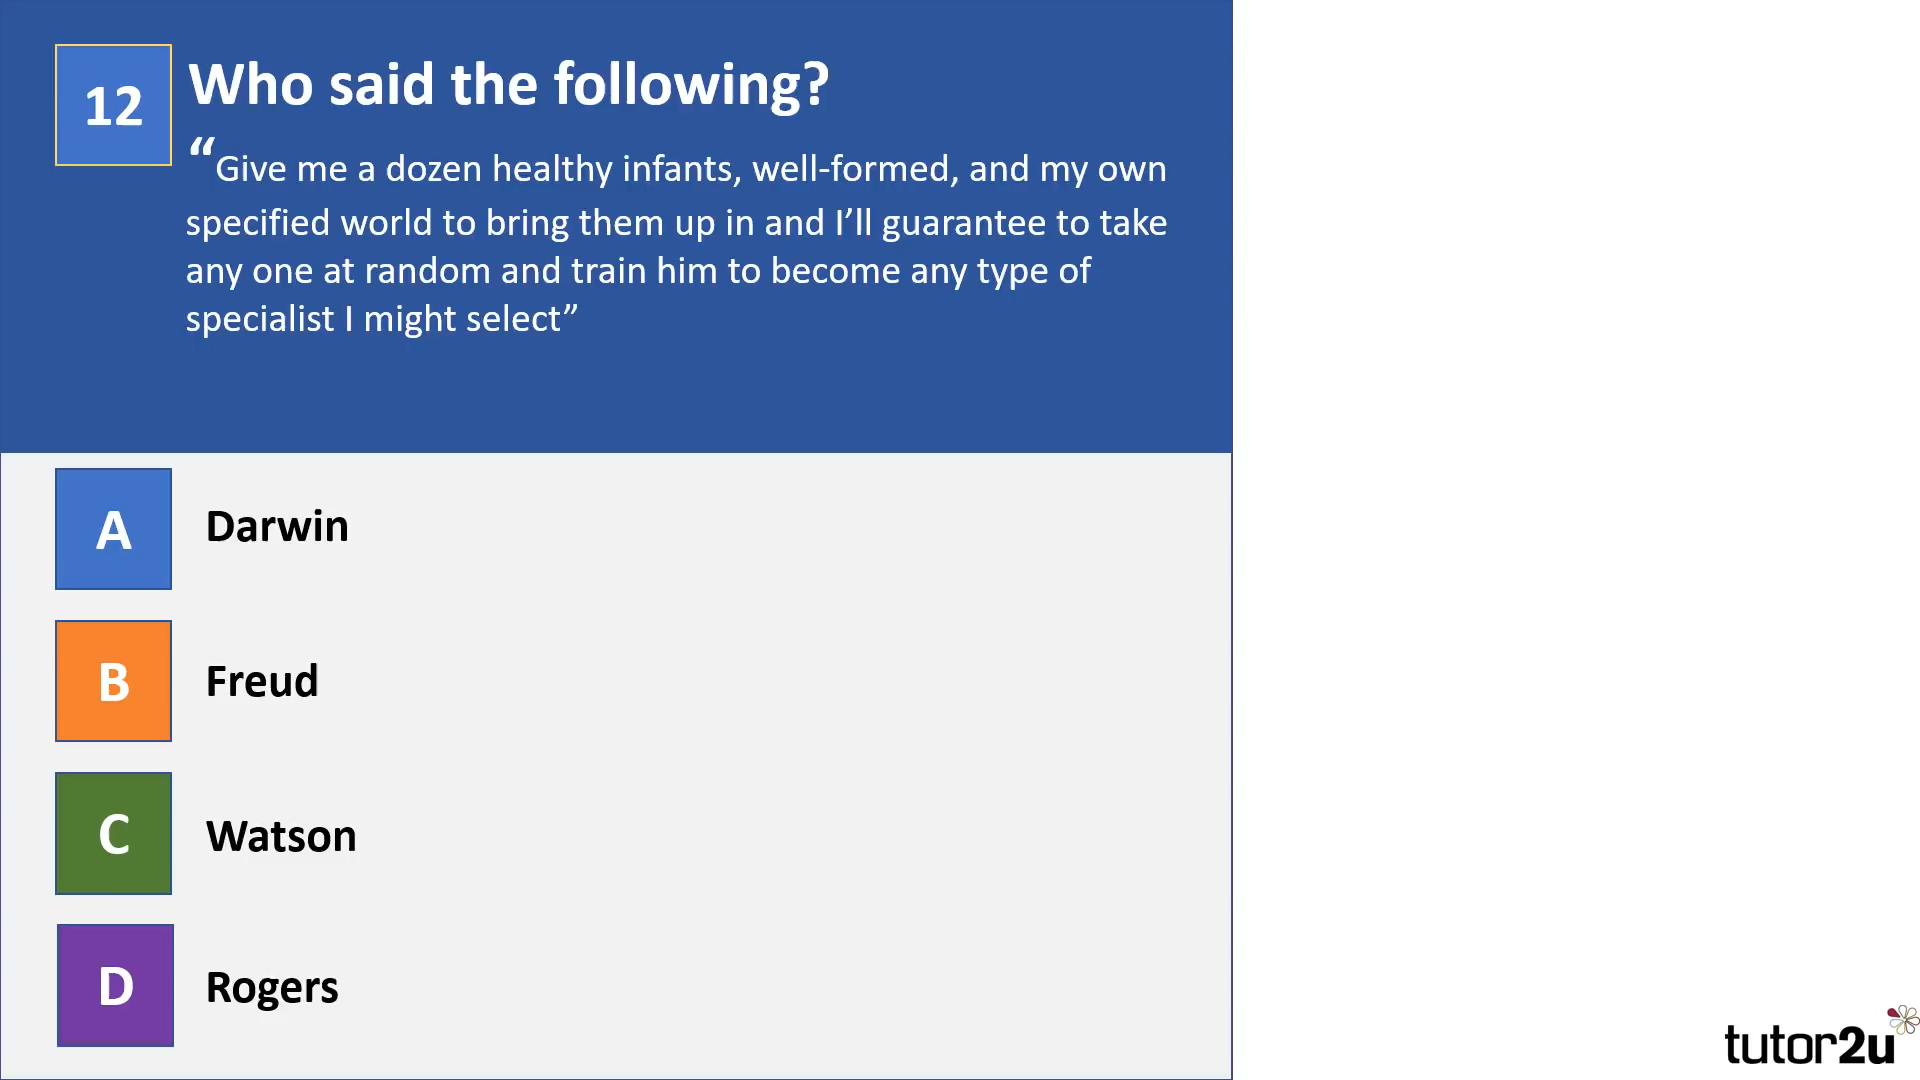 12
Who said the following?
“Give me a dozen healthy infants, well-formed, and my own
specified world to bring them up in and I’ll guarantee to take
any one at random and train him to become any type of
specialist I might select”
A
Darwin
B
Freud
C
Watson
D
Rogers
tutor2u